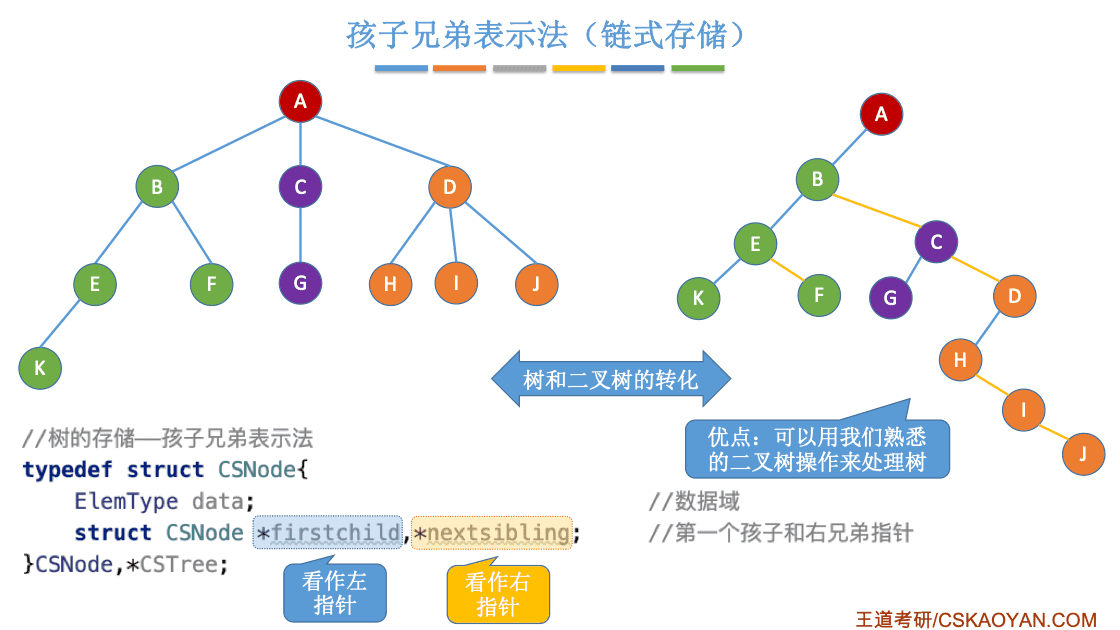 孩子兄弟表示法（链式存储）
A
B
C
D
E
F
G
H
I
J
K
A
B
E
C
K
F
G
D
H
I
J
树和二叉树的转化
优点：可以用我们熟悉
的二叉树操作来处理树
//树的存储——孩子兄弟表示法
typedef struct CSNode{
ElemType data; //数据域
struct CSNode *firstchild,*nextsibling; //第一个孩子和右兄弟指针
}CSNode,*CSTree;
看作左
指针
看作右
指针
王道考研/CSKAOYAN.COM